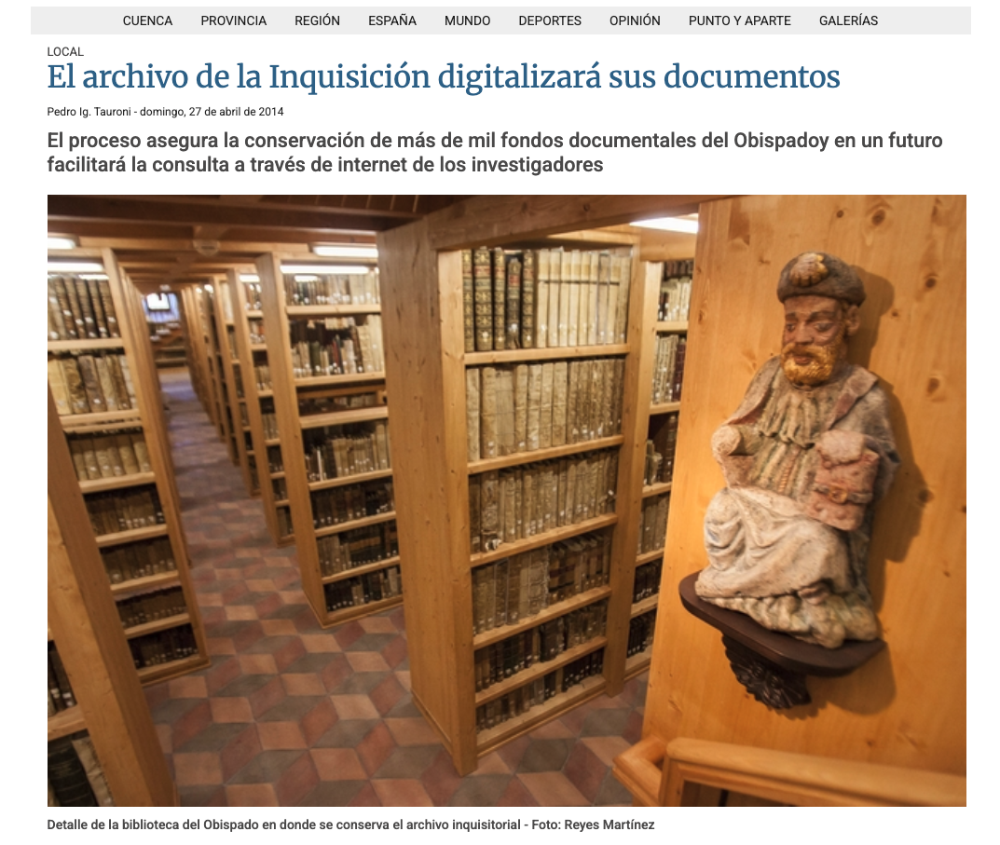 CUENCA PROVINCIA REGIÓN ESPAÑA MUNDO DEPORTES OPINIÓN PUNTO Y APARTE GALERÍAS
LOCAL
El archivo de la Inquisición digitalizará sus documentos
Pedro Ig. Tauroni - domingo, 27 de abril de 2014
El proceso asegura la conservación de más de mil fondos documentales del Obispadoy en un futuro
facilitará la consulta a través de internet de los investigadores
Detalle de la biblioteca del Obispado en donde se conserva el archivo inquisitorial - Foto: Reyes Martínez